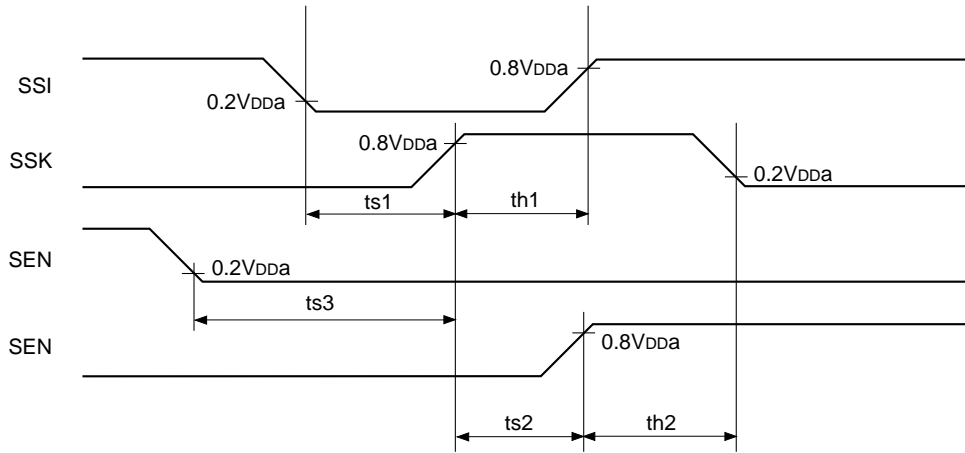 SSI
0.2VDDa
0.8VDDa
SSK
0.8VDDa
0.2VDDa
ts1
th1
SEN
0.2VDDa
ts3
SEN
0.8VDDa
ts2
th2